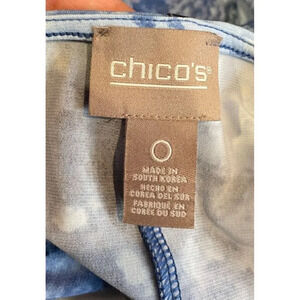 chico's
0
MADE IN
SOUTH KOREA
HECHO EN
COREA DEL SUR
FABRIQUÉ EN
CORÉE DU SUD